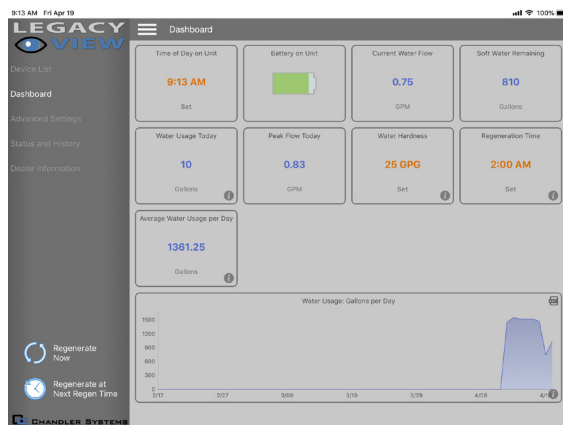 9:13 AM Fri Apr 19
100%
LEGACY
VIEW
Dashboard
Device List
Dashboard
Advanced Settings
Status and History
Dealer Information
Regenerate
Now
Regenerate at
Next Regen Time
CHANDLER SYSTEMS
Time of Day on Unit
9:13 AM
Set
Battery on Unit
Current Water Flow
0.75
GPM
Soft Water Remaining
810
Gallons
Water Usage Today
10
Gallons
Peak Flow Today
0.83
GPM
Water Hardness
25 GPG
Set
Regeneration Time
2:00 AM
Set
Average Water Usage per Day
1361.25
Gallons
Water Usage: Gallons per Day
1500
1200
900
600
300
0
2/17 2/27 3/09 3/19 3/29 4/08